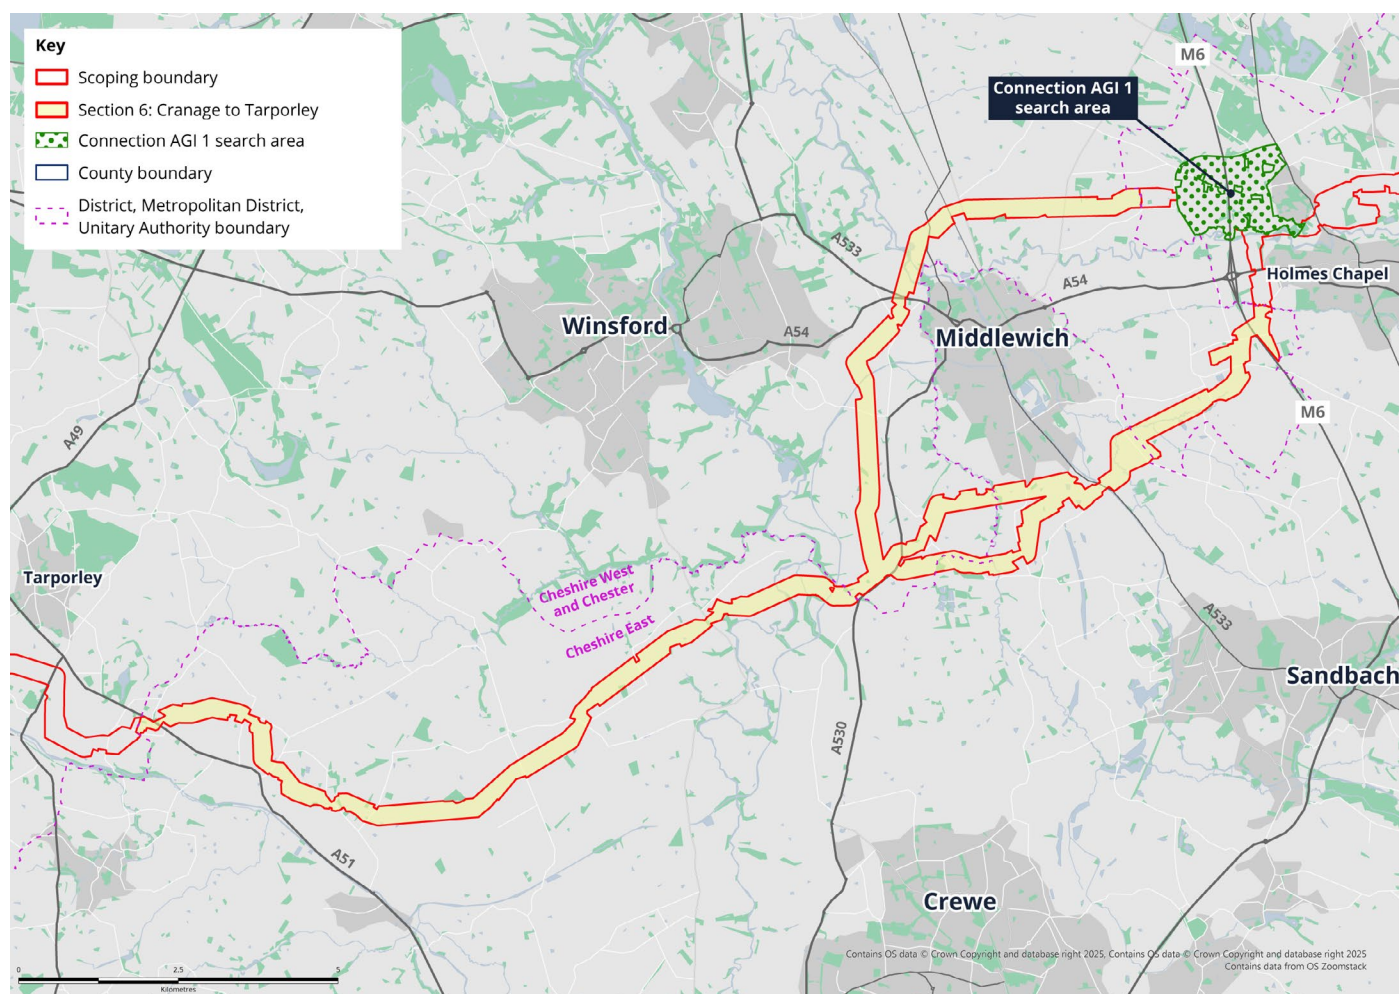 Key
Scoping boundary
Section 6: Cranage to Tarporley
Connection AGI 1 search area
County boundary
District, Metropolitan District,
Unitary Authority boundary
M6
Connection AGI 1
search area
A533
A54
Holmes Chapel
Winsford
A54
Middlewich
M6
A49
Tarporley
Cheshire West
and Chester
Cheshire East
A533
Sandbach
A530
A51
Crewe
Contains OS data © Crown Copyright and database right 2025, Contains OS data © Crown Copyright and database right 2025
Contains data from OS Zoomstack
0 2.5 5
Kilometres